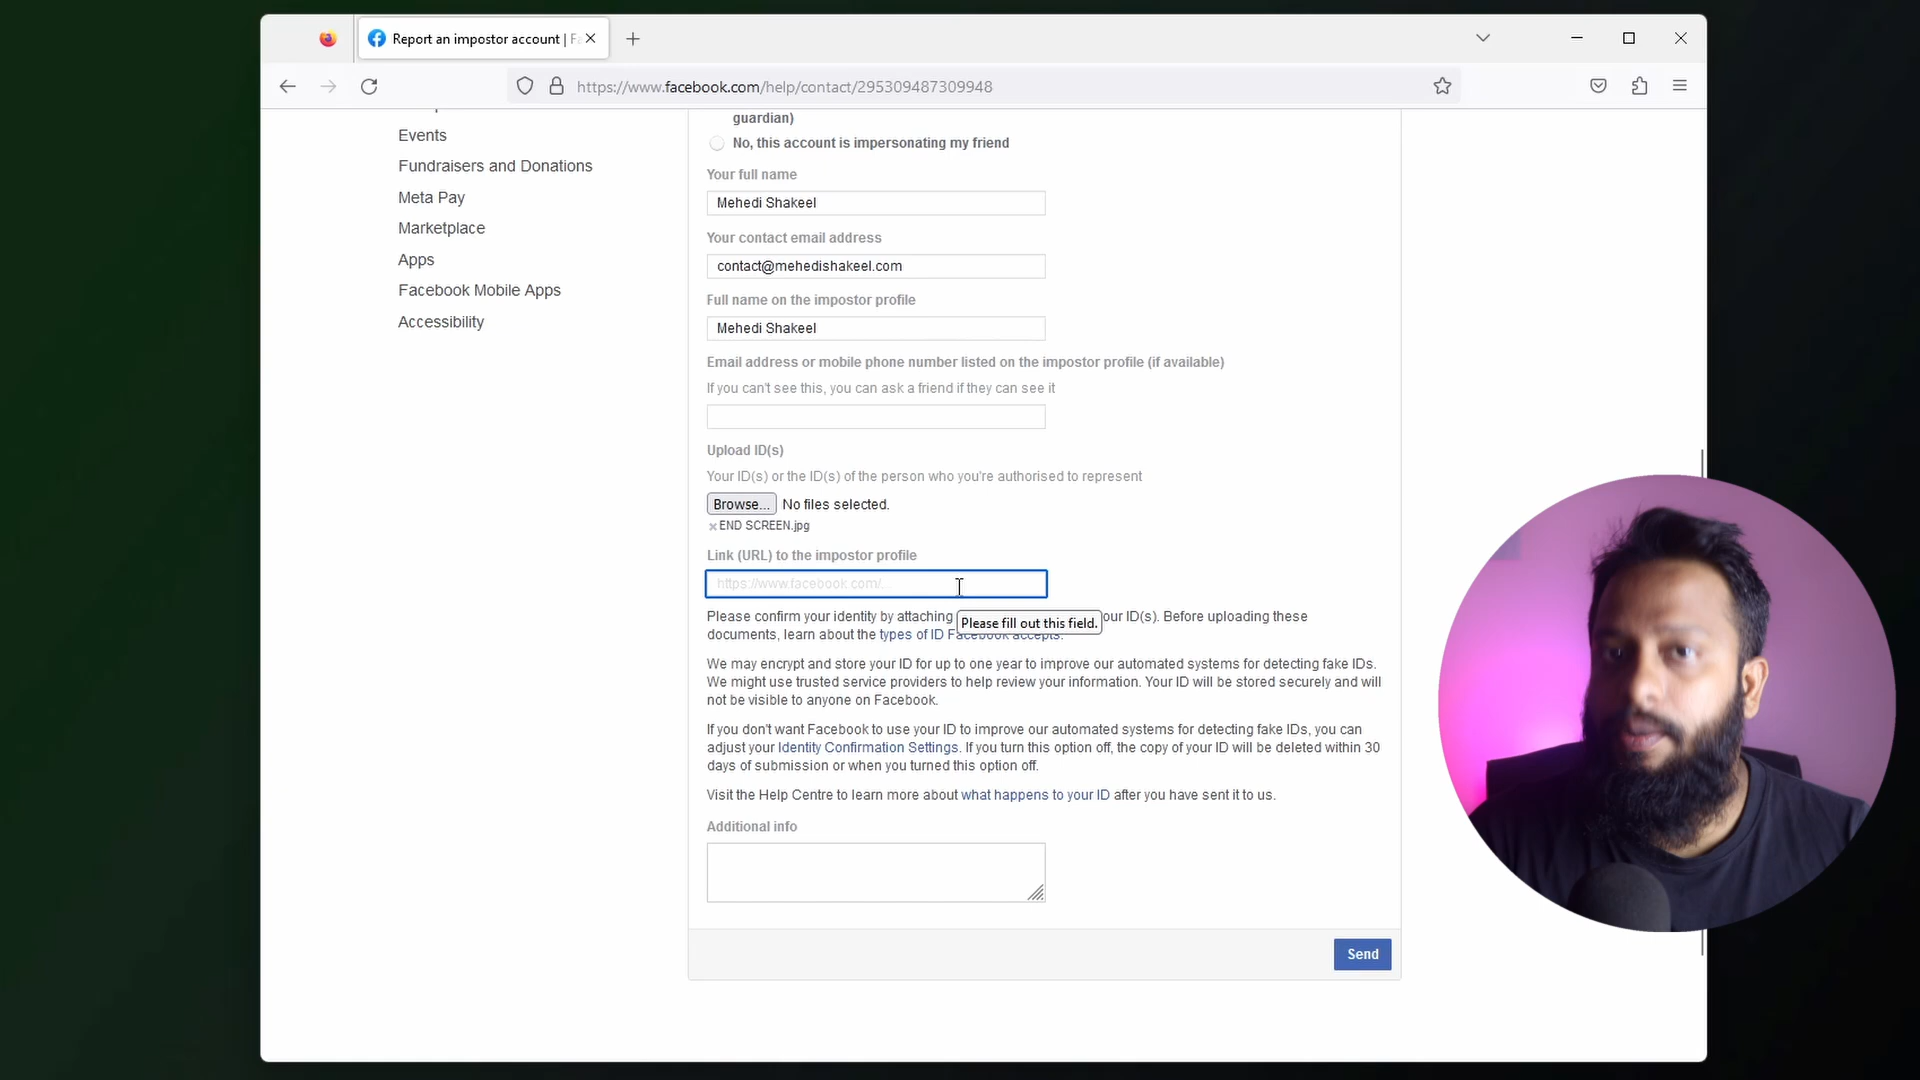 Report an impostor account | F
https://www.facebook.com/help/contact/295309487309948
Events
Fundraisers and Donations
Meta Pay
Marketplace
Apps
Facebook Mobile Apps
Accessibility
guardian)
No, this account is impersonating my friend
Your full name
Mehedi Shakeel
Your contact email address
contact@mehedishakeel.com
Full name on the impostor profile
Mehedi Shakeel
Email address or mobile phone number listed on the impostor profile (if available)
If you can't see this, you can ask a friend if they can see it
Upload ID(s)
Your ID(s) or the ID(s) of the person who you're authorised to represent
Browse... No files selected.
END SCREEN.jpg
Link (URL) to the impostor profile
https://www.facebook.com/...
Please confirm your identity by attaching our ID(s). Before uploading these
Please fill out this field.
documents, learn about the types of ID Facebook accepts.
We may encrypt and store your ID for up to one year to improve our automated systems for detecting fake IDs.
We might use trusted service providers to help review your information. Your ID will be stored securely and will
not be visible to anyone on Facebook.
If you don't want Facebook to use your ID to improve our automated systems for detecting fake IDs, you can
adjust your Identity Confirmation Settings. If you turn this option off, the copy of your ID will be deleted within 30
days of submission or when you turned this option off.
Visit the Help Centre to learn more about what happens to your ID after you have sent it to us.
Additional info
Send